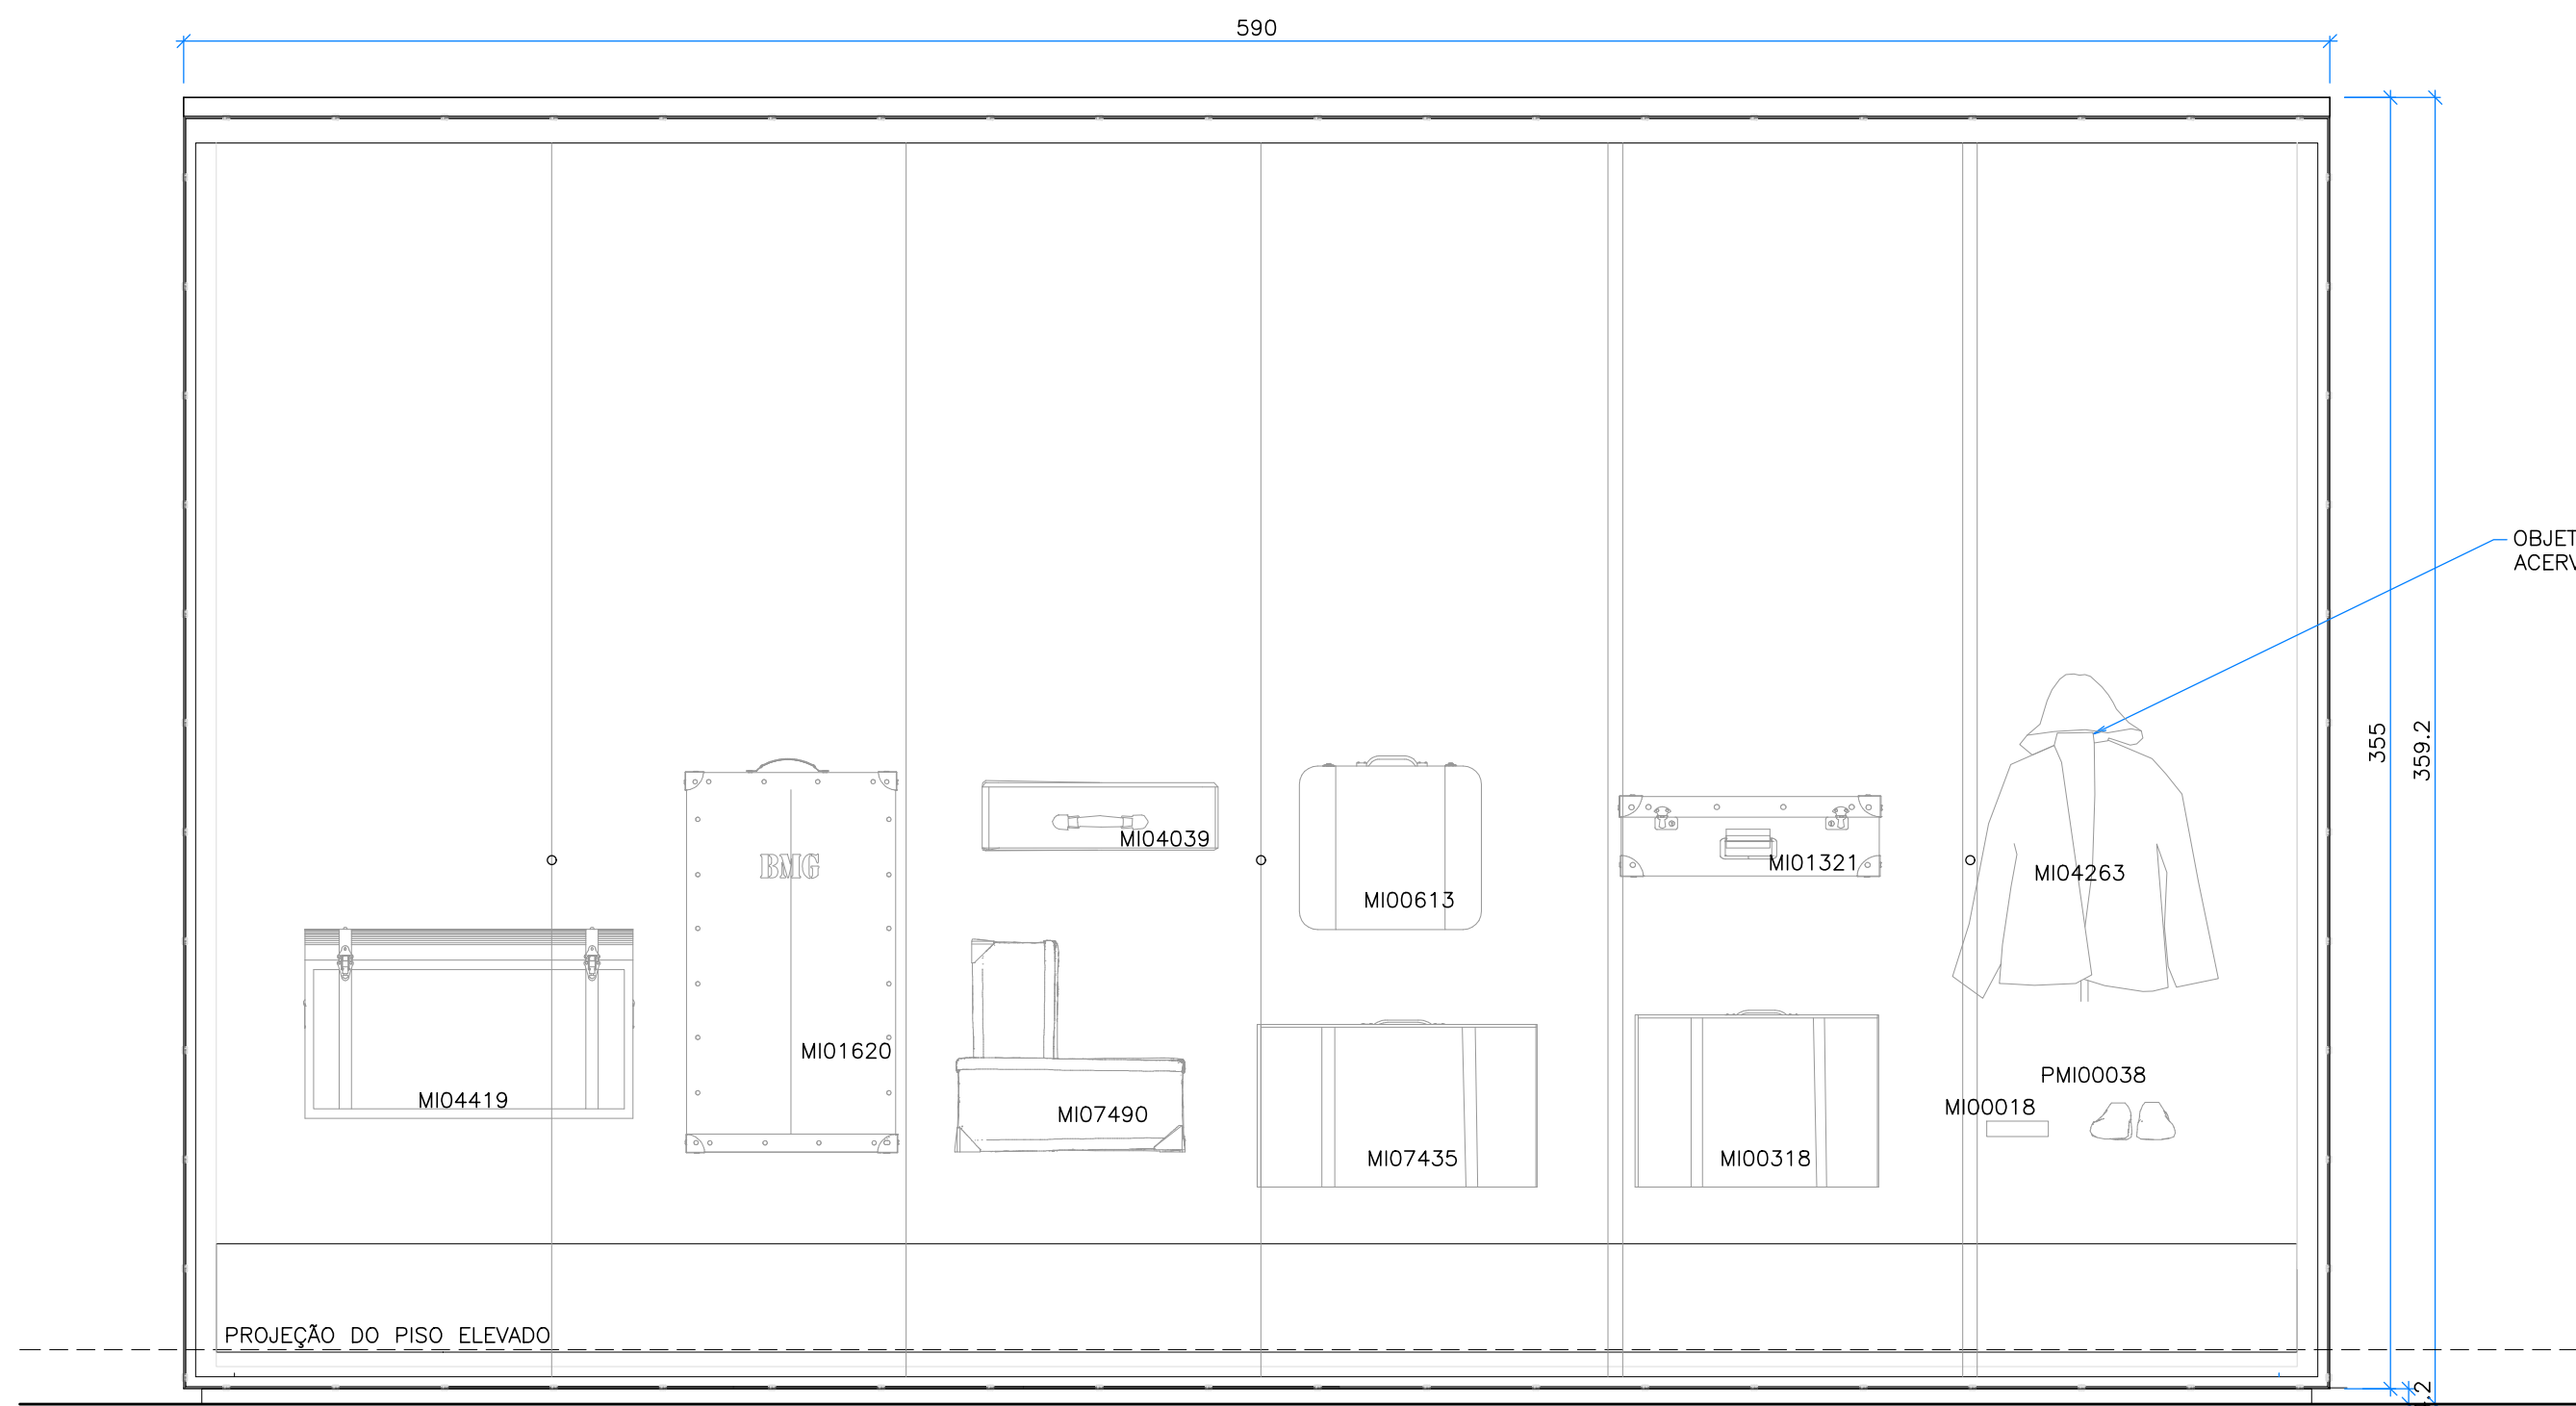 590
OBJET
ACERV
355
359.2
MI04039
BMG
MI01321
MI04263
MI00613
MI01620
PMI00038
MI04419
MI00018
MI07490
MI07435
MI00318
PROJEÇÃO DO PISO ELEVADO